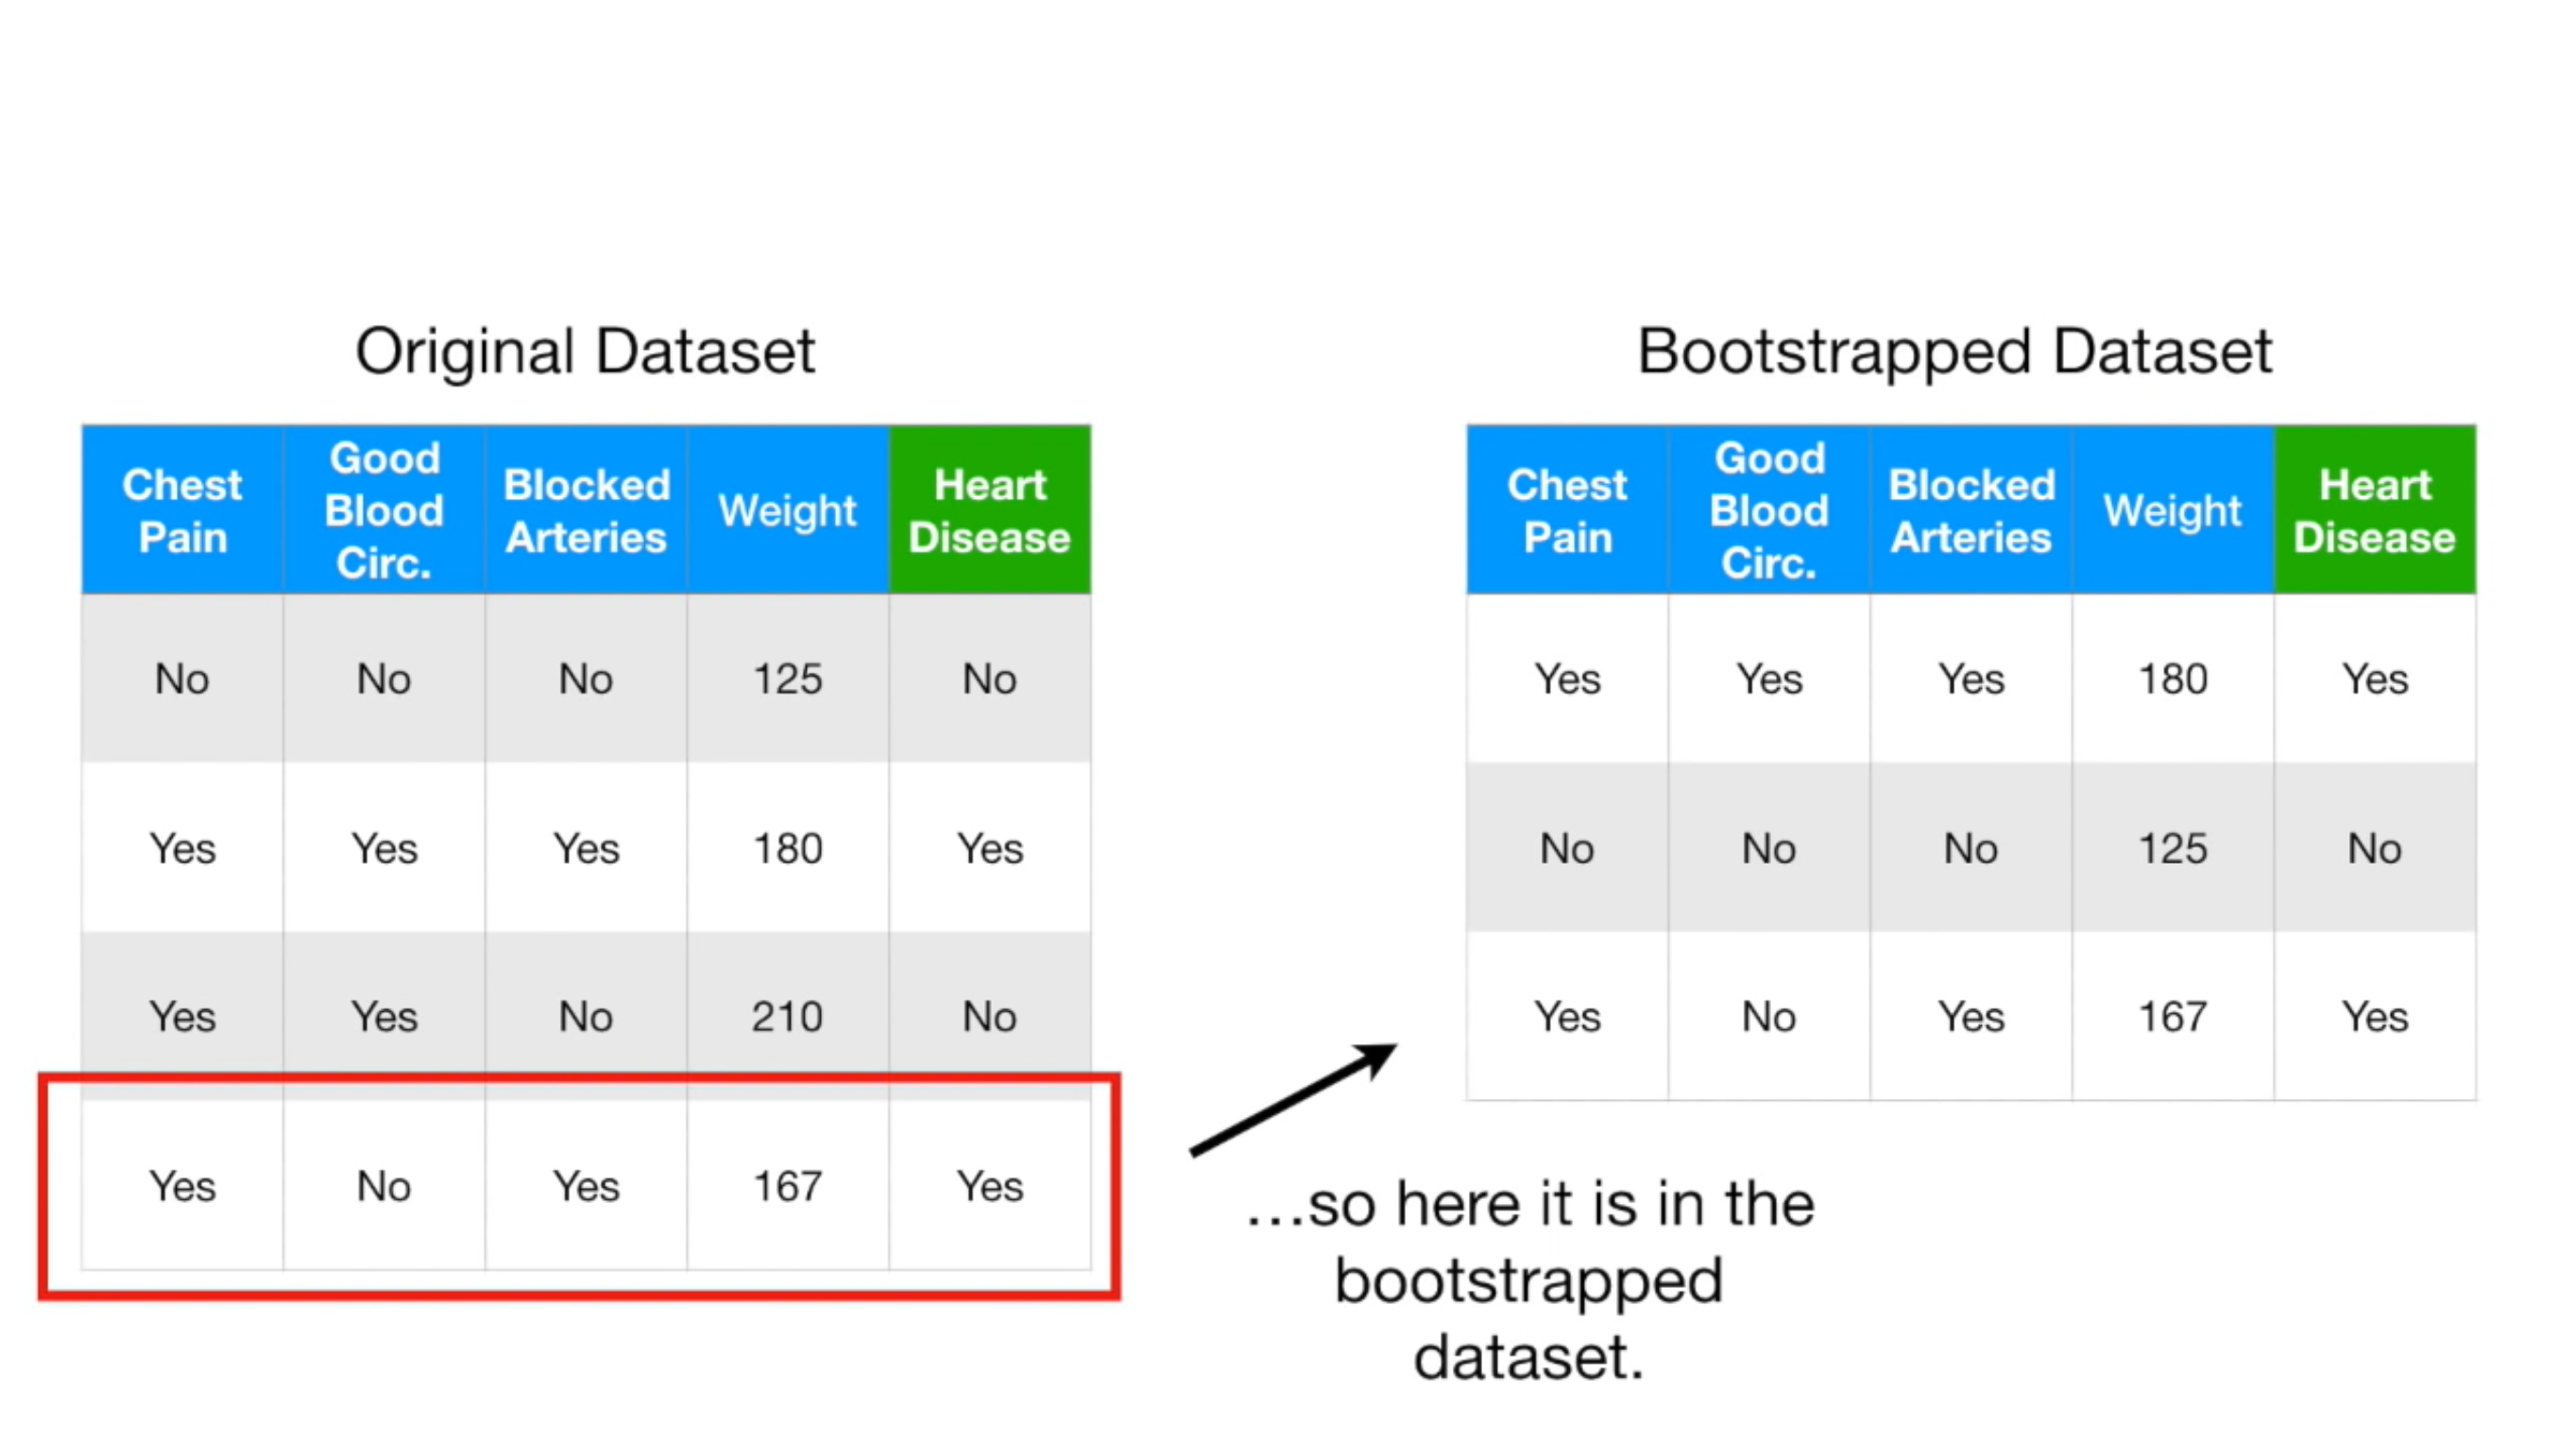 Original Dataset
Chest Pain Good Blood Circ. Blocked Arteries Weight Heart Disease
No No No 125 No
Yes Yes Yes 180 Yes
Yes Yes No 210 No
Yes No Yes 167 Yes
Bootstrapped Dataset
Chest Pain Good Blood Circ. Blocked Arteries Weight Heart Disease
Yes Yes Yes 180 Yes
No No No 125 No
Yes No Yes 167 Yes
…so here it is in the
bootstrapped
dataset.